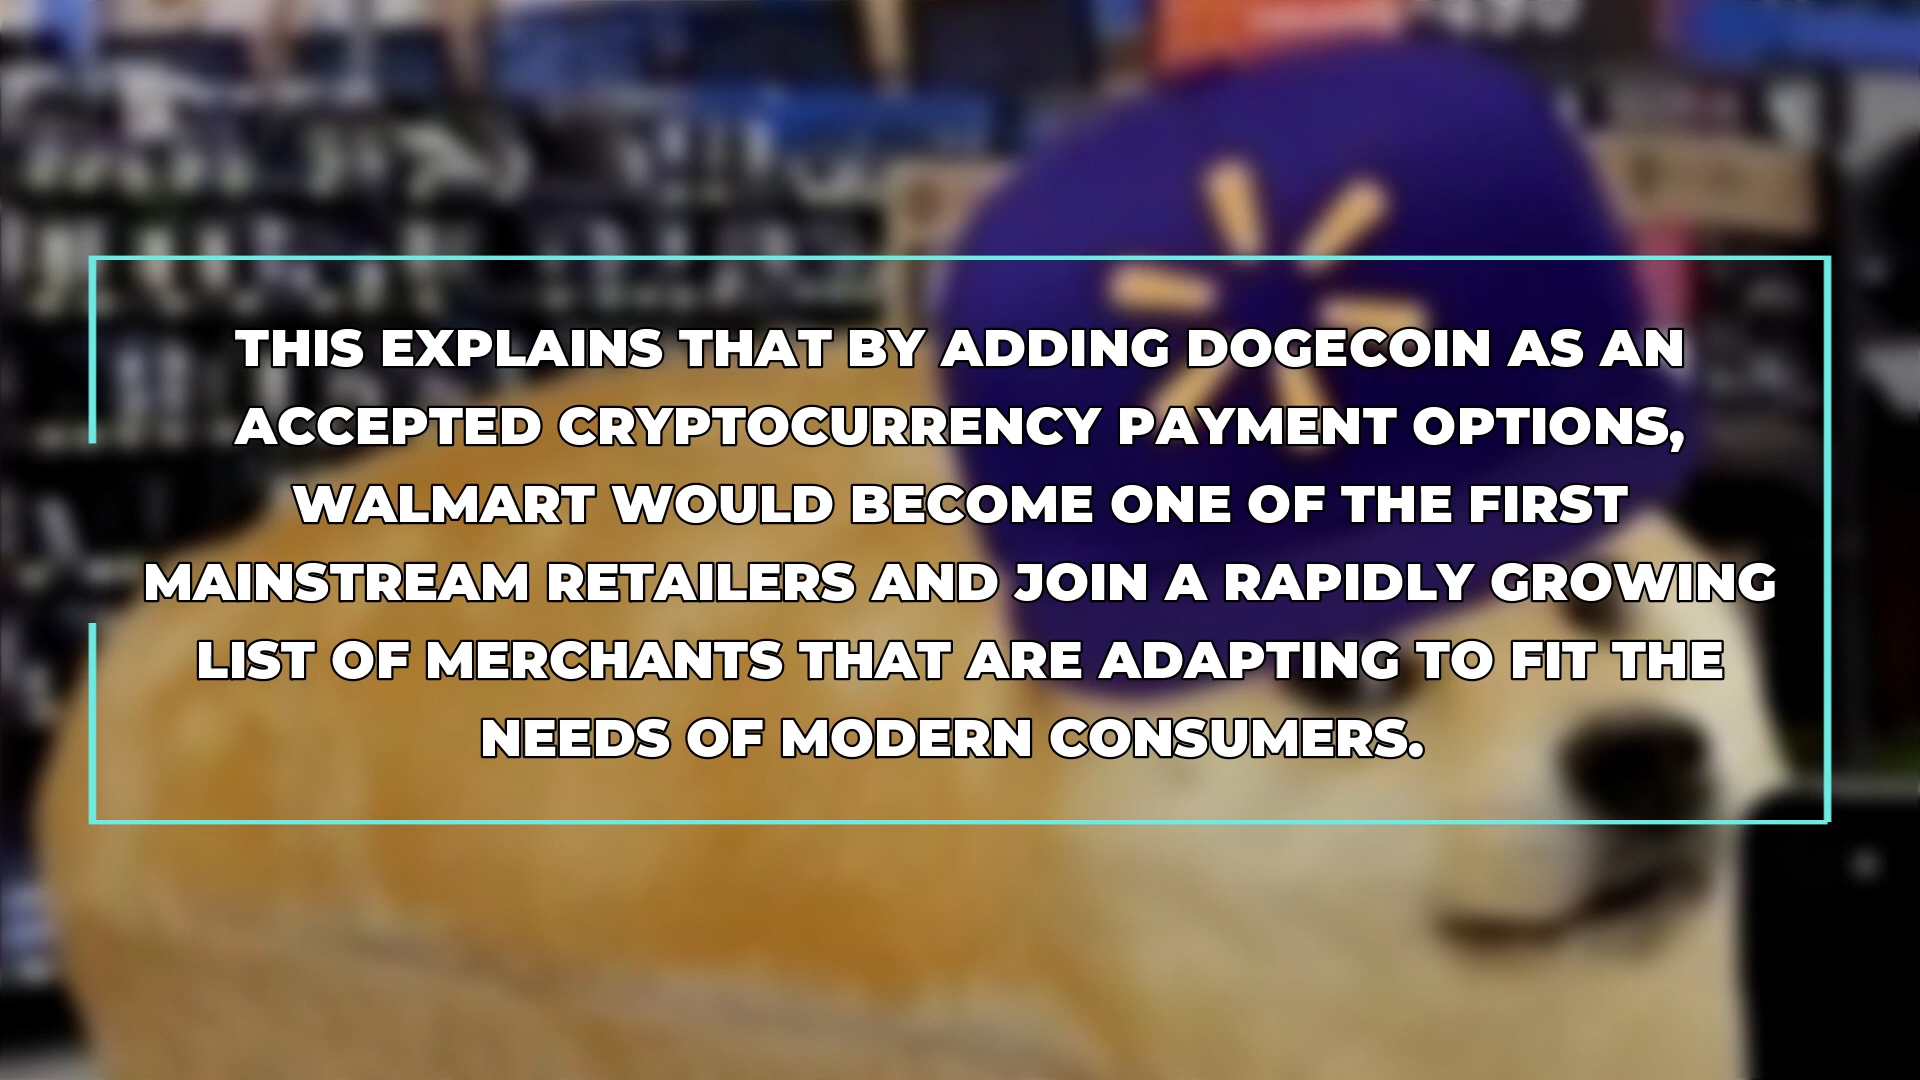 THIS EXPLAINS THAT BY ADDING DOGECOIN AS AN
ACCEPTED CRYPTOCURRENCY PAYMENT OPTIONS,
WALMART WOULD BECOME ONE OF THE FIRST
MAINSTREAM RETAILERS AND JOIN A RAPIDLY GROWING
LIST OF MERCHANTS THAT ARE ADAPTING TO FIT THE
NEEDS OF MODERN CONSUMERS.